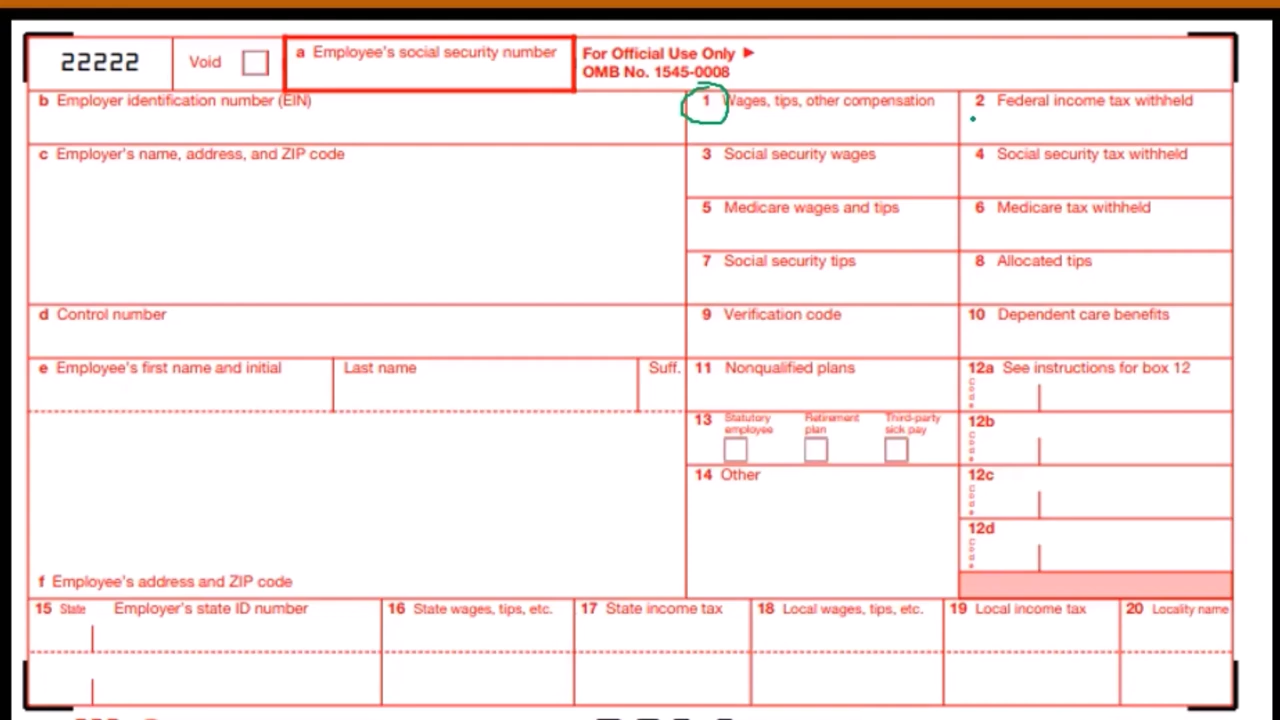 22222 Void a Employee's social security number For Official Use Only ►
OMB No. 1545-0008
b Employer identification number (EIN) 1 Wages, tips, other compensation 2 Federal income tax withheld
c Employer's name, address, and ZIP code 3 Social security wages 4 Social security tax withheld
5 Medicare wages and tips 6 Medicare tax withheld
7 Social security tips 8 Allocated tips
d Control number 9 Verification code 10 Dependent care benefits
e Employee's first name and initial Last name Suff. 11 Nonqualified plans 12a See instructions for box 12
Code
13 Statutory employee Retirement plan Third-party sick pay 12b
Code
14 Other 12c
Code
12d
Code
f Employee's address and ZIP code
15 State Employer's state ID number 16 State wages, tips, etc. 17 State income tax 18 Local wages, tips, etc. 19 Local income tax 20 Locality name